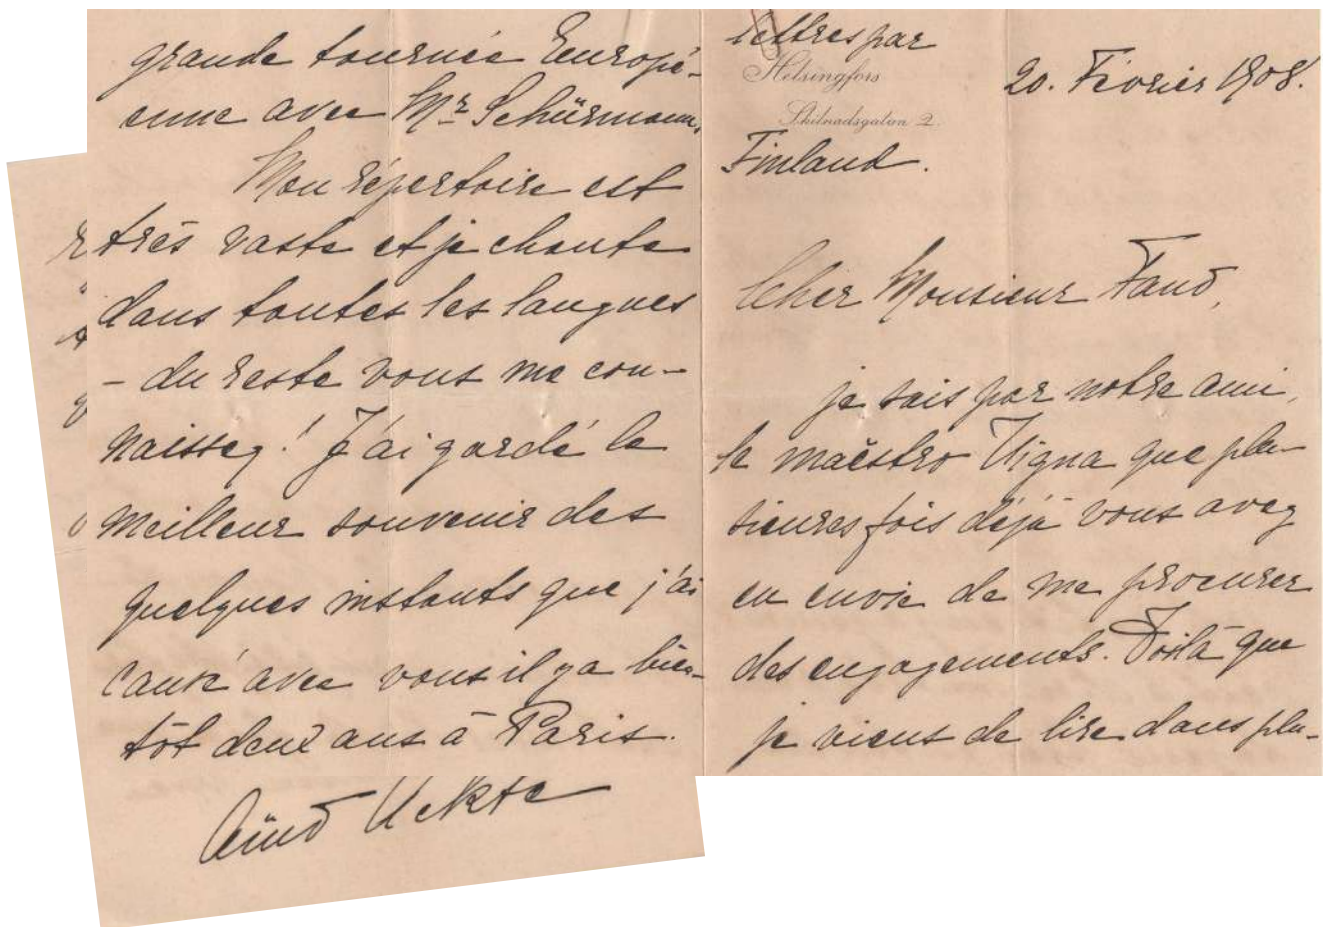 lettres par
Helsingfors
20. Février 1908.
Skilnadsgatan 2.
Finland.
Cher Monsieur Fano,
je sais par notre ami,
le maëstro Vigna que plu-
sieures fois déjà vous avez
eu envie de me procurer
des engagements. Voilà que
je viens de lire dans plu-
grande tournée Europé-
enne avec Mr Schürmann.
Mon répertoire est
très vaste et je chante
dans toutes les langues
- du reste vous me con-
naissez! J'ai gardé le
meilleur souvenir des
quelques instants que j'ai
causé avec vous il y a bien-
tôt deux ans à Paris.
Aïno Ackté